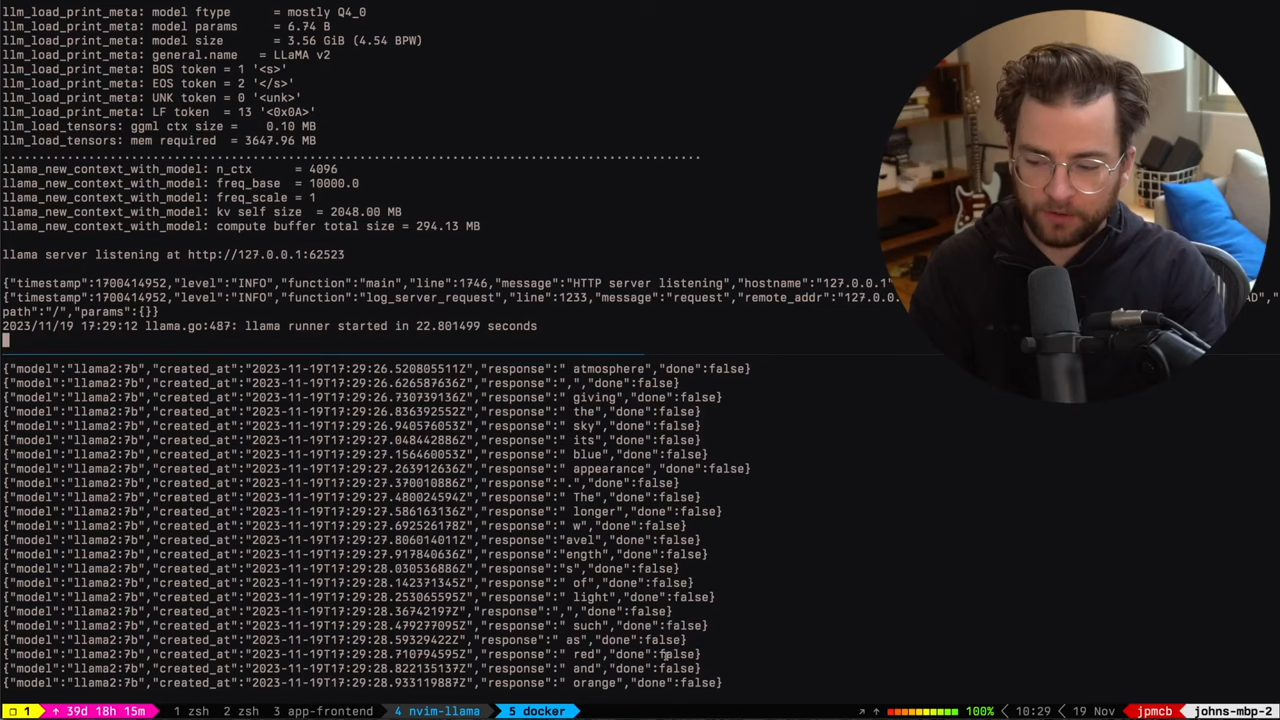 llm_load_print_meta: model ftype = mostly Q4_0
llm_load_print_meta: model params = 6.74 B
llm_load_print_meta: model size = 3.56 GiB (4.54 BPW)
llm_load_print_meta: general.name = LLaMA v2
llm_load_print_meta: BOS token = 1 '<s>'
llm_load_print_meta: EOS token = 2 '</s>'
llm_load_print_meta: UNK token = 0 '<unk>'
llm_load_print_meta: LF token = 13 '<0x0A>'
llm_load_tensors: ggml ctx size = 0.10 MB
llm_load_tensors: mem required = 3647.96 MB
....................................................................................................
llama_new_context_with_model: n_ctx = 4096
llama_new_context_with_model: freq_base = 10000.0
llama_new_context_with_model: freq_scale = 1
llama_new_context_with_model: kv self size = 2048.00 MB
llama_new_context_with_model: compute buffer total size = 294.13 MB
llama server listening at http://127.0.0.1:62523
{"timestamp":1700414952,"level":"INFO","function":"main","line":1746,"message":"HTTP server listening","hostname":"127.0.0.1"
{"timestamp":1700414952,"level":"INFO","function":"log_server_request","line":1233,"message":"request","remote_addr":"127.0.0.
path":"/","params":{}}
2023/11/19 17:29:12 llama.go:487: llama runner started in 22.801499 seconds
{"model":"llama2:7b","created_at":"2023-11-19T17:29:26.520805511Z","response":" atmosphere","done":false}
{"model":"llama2:7b","created_at":"2023-11-19T17:29:26.626587636Z","response":",","done":false}
{"model":"llama2:7b","created_at":"2023-11-19T17:29:26.730739136Z","response":" giving","done":false}
{"model":"llama2:7b","created_at":"2023-11-19T17:29:26.836392552Z","response":" the","done":false}
{"model":"llama2:7b","created_at":"2023-11-19T17:29:26.94057605​3Z","response":" sky","done":false}
{"model":"llama2:7b","created_at":"2023-11-19T17:29:27.048442886Z","response":" its","done":false}
{"model":"llama2:7b","created_at":"2023-11-19T17:29:27.156460053Z","response":" blue","done":false}
{"model":"llama2:7b","created_at":"2023-11-19T17:29:27.263912636Z","response":" appearance","done":false}
{"model":"llama2:7b","created_at":"2023-11-19T17:29:27.370010886Z","response":".","done":false}
{"model":"llama2:7b","created_at":"2023-11-19T17:29:27.480024594Z","response":" The","done":false}
{"model":"llama2:7b","created_at":"2023-11-19T17:29:27.586163136Z","response":" longer","done":false}
{"model":"llama2:7b","created_at":"2023-11-19T17:29:27.692526178Z","response":" w","done":false}
{"model":"llama2:7b","created_at":"2023-11-19T17:29:27.806014011Z","response":"avel","done":false}
{"model":"llama2:7b","created_at":"2023-11-19T17:29:27.917840636Z","response":"ength","done":false}
{"model":"llama2:7b","created_at":"2023-11-19T17:29:28.030536886Z","response":"s","done":false}
{"model":"llama2:7b","created_at":"2023-11-19T17:29:28.142371345Z","response":" of","done":false}
{"model":"llama2:7b","created_at":"2023-11-19T17:29:28.253065595Z","response":" light","done":false}
{"model":"llama2:7b","created_at":"2023-11-19T17:29:28.36742197Z","response":",","done":false}
{"model":"llama2:7b","created_at":"2023-11-19T17:29:28.479277095Z","response":" such","done":false}
{"model":"llama2:7b","created_at":"2023-11-19T17:29:28.59329422Z","response":" as","done":false}
{"model":"llama2:7b","created_at":"2023-11-19T17:29:28.710794595Z","response":" red","done":false}
{"model":"llama2:7b","created_at":"2023-11-19T17:29:28.822135137Z","response":" and","done":false}
{"model":"llama2:7b","created_at":"2023-11-19T17:29:28.933119887Z","response":" orange","done":false}
1 ↑ 39d 18h 15m 1 zsh 2 zsh 3 app-frontend 4 nvim-llama 5 docker ↗ ↑ 100% 10:29 19 Nov jpmcb johns-mbp-2